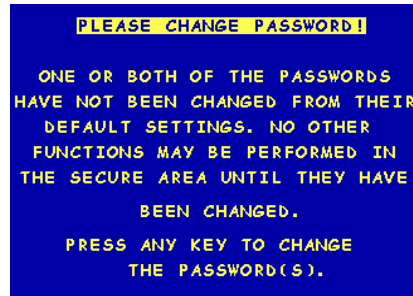 PLEASE CHANGE PASSWORD!
ONE OR BOTH OF THE PASSWORDS
HAVE NOT BEEN CHANGED FROM THEIR
DEFAULT SETTINGS. NO OTHER
FUNCTIONS MAY BE PERFORMED IN
THE SECURE AREA UNTIL THEY HAVE
BEEN CHANGED.
PRESS ANY KEY TO CHANGE
THE PASSWORD(S).